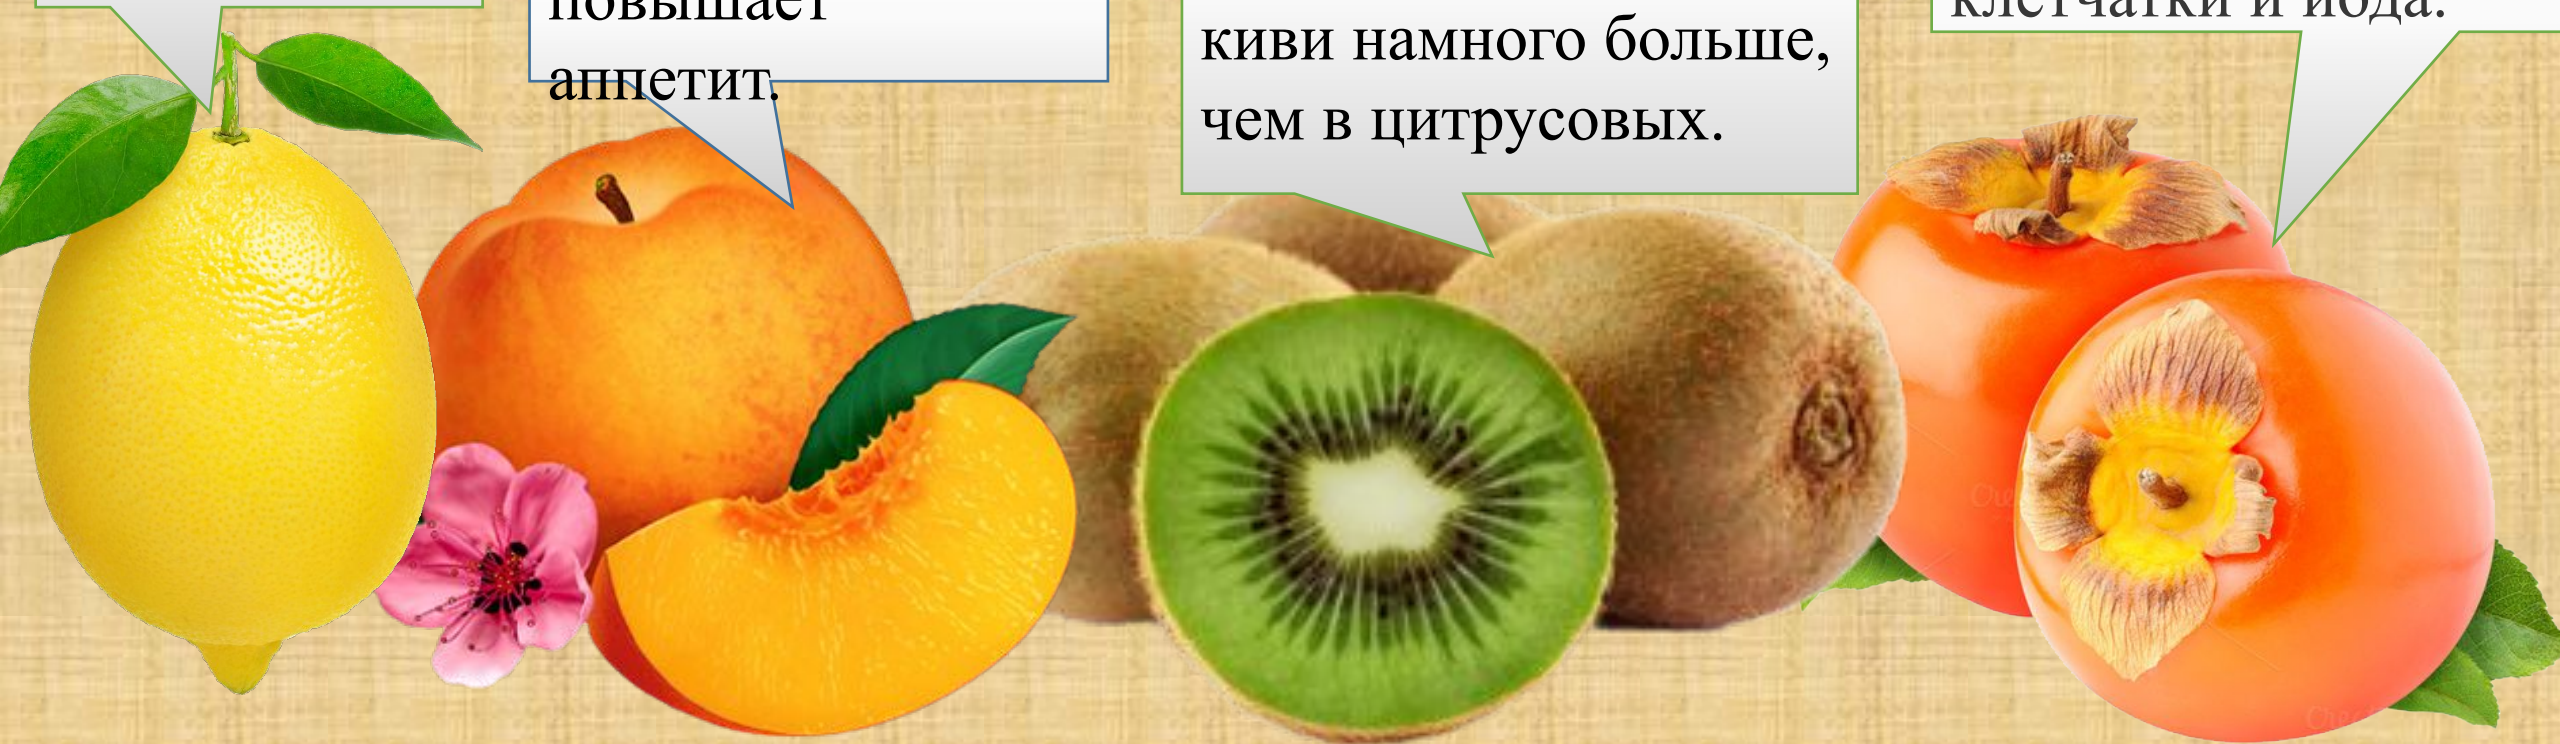 повышает
аппетит.
киви намного больше,
чем в цитрусовых.
клетчатки и йода.